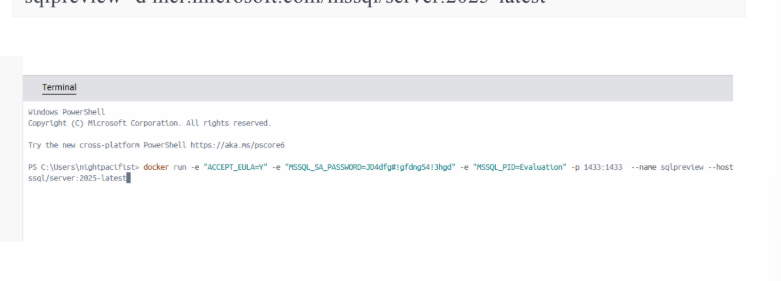 sqlpreview -d mcr.microsoft.com/mssql/server:2025-latest
Terminal
Windows PowerShell
Copyright (C) Microsoft Corporation. All rights reserved.
Try the new cross-platform PowerShell https://aka.ms/pscore6
PS C:\Users\nightpacifist> docker run -e "ACCEPT_EULA=Y" -e "MSSQL_SA_PASSWORD=JD4dfg#!gfdng54!3hgd" -e "MSSQL_PID=Evaluation" -p 1433:1433 --name sqlpreview --host
ssql/server:2025-latest